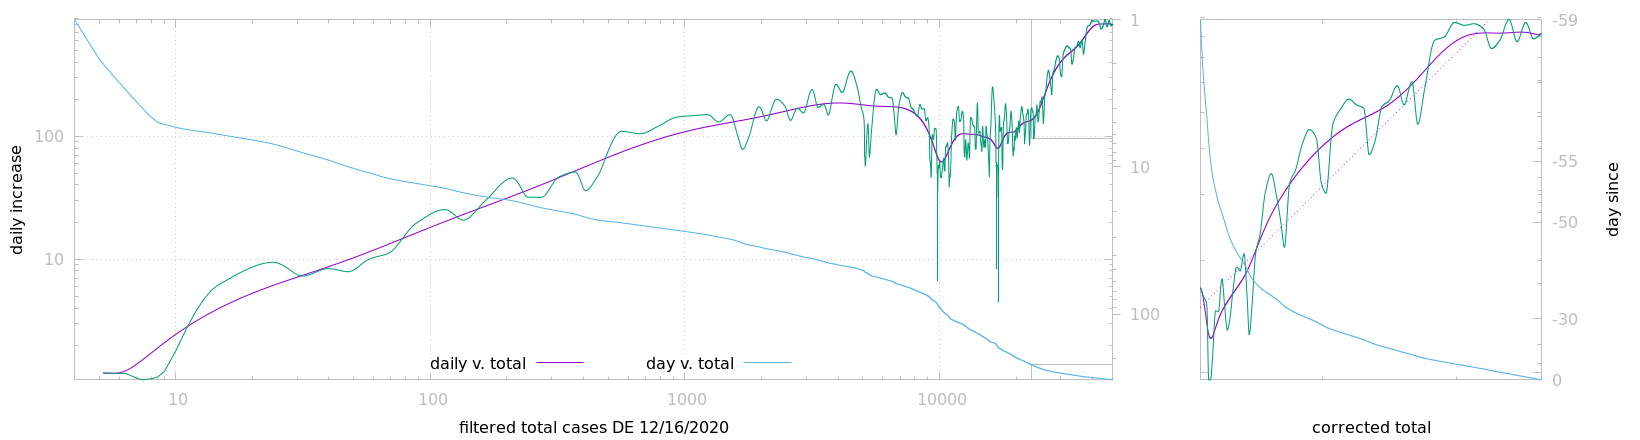 daily increase
100
10
10
100
1000
10000
filtered total cases DE 12/16/2020
daily v. total
day v. total
1
10
100
-59
-55
-50
-30
0
day since
corrected total